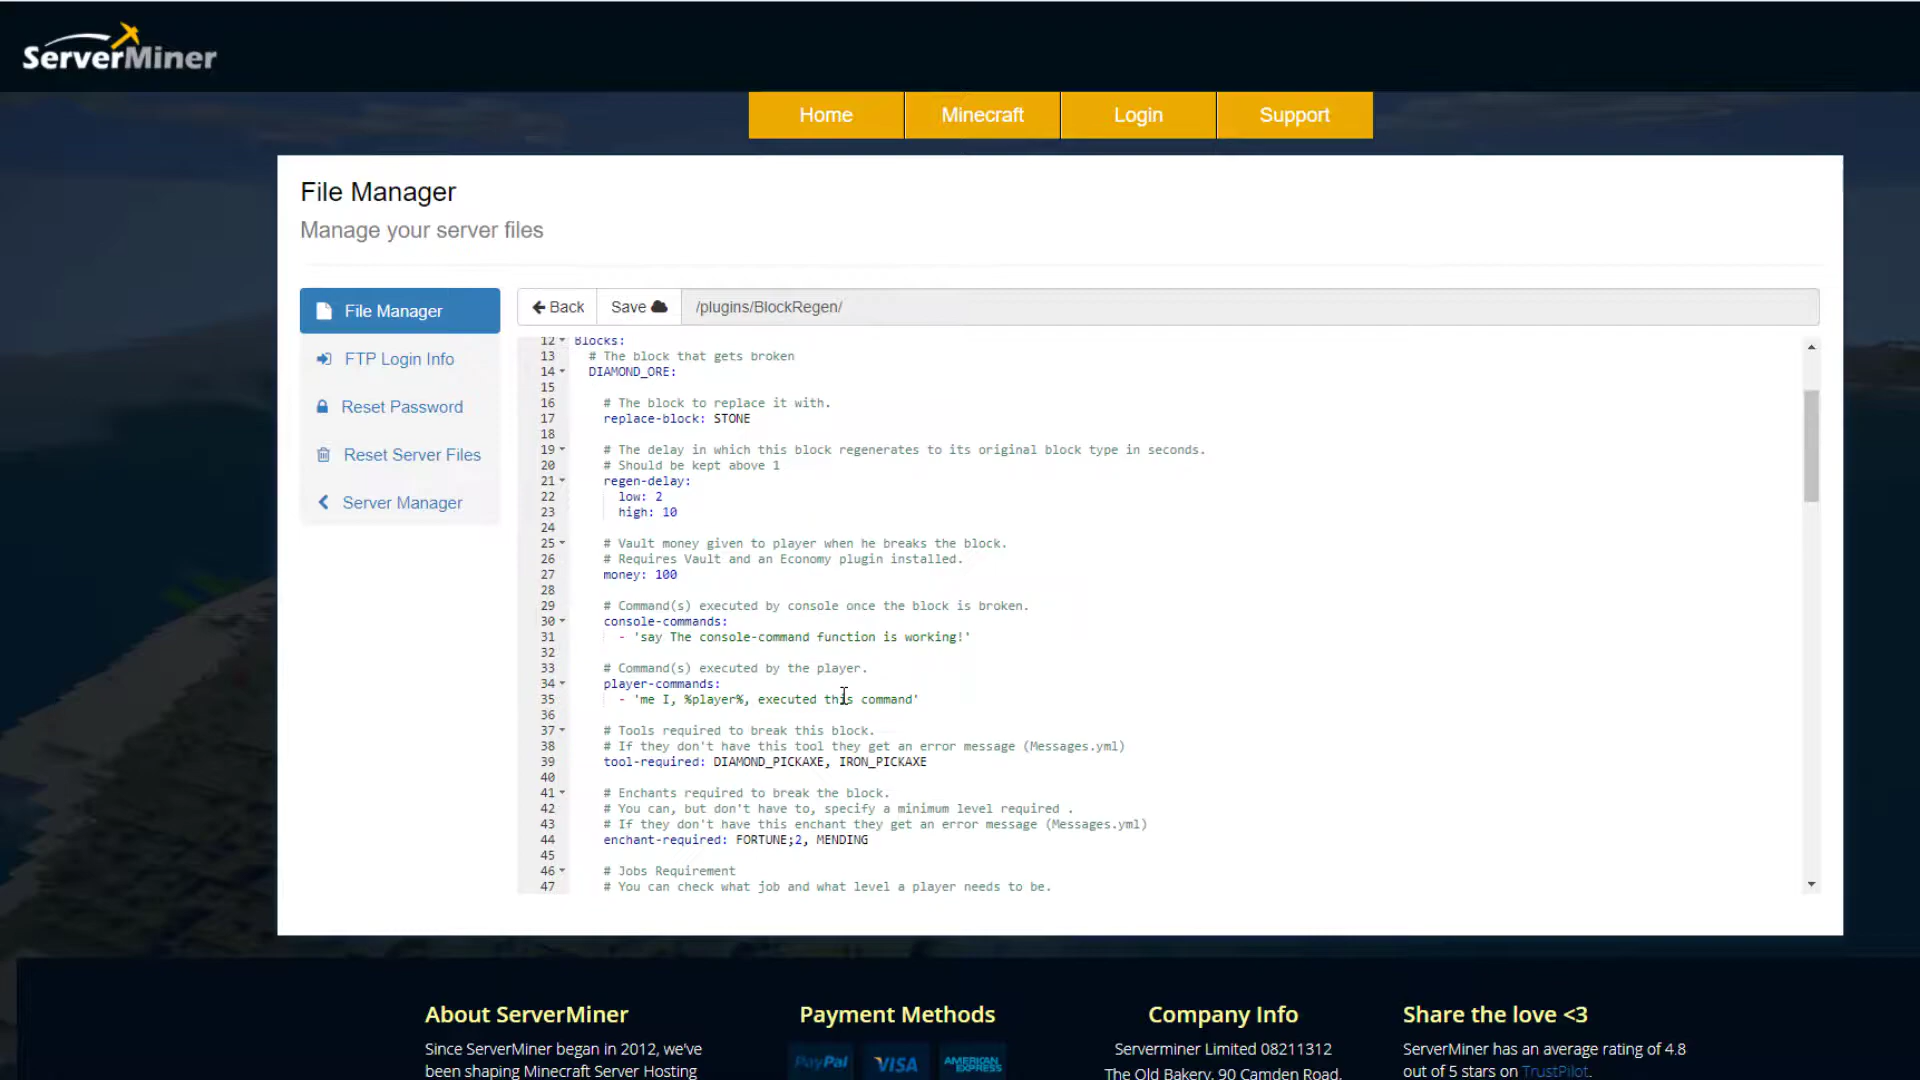 ServerMiner
Home
Minecraft
Login
Support
File Manager
Manage your server files
File Manager
FTP Login Info
Reset Password
Reset Server Files
Server Manager
Back
Save
/plugins/BlockRegen/
12 Blocks:
13 # The block that gets broken
14 DIAMOND_ORE:
15
16 # The block to replace it with.
17 replace-block: STONE
18
19 # The delay in which this block regenerates to its original block type in seconds.
20 # Should be kept above 1
21 regen-delay:
22 low: 2
23 high: 10
24
25 # Vault money given to player when he breaks the block.
26 # Requires Vault and an Economy plugin installed.
27 money: 100
28
29 # Command(s) executed by console once the block is broken.
30 console-commands:
31 - 'say The console-command function is working!'
32
33 # Command(s) executed by the player.
34 player-commands:
35 - 'me I, %player%, executed this command'
36
37 # Tools required to break this block.
38 # If they don't have this tool they get an error message (Messages.yml)
39 tool-required: DIAMOND_PICKAXE, IRON_PICKAXE
40
41 # Enchants required to break the block.
42 # You can, but don't have to, specify a minimum level required .
43 # If they don't have this enchant they get an error message (Messages.yml)
44 enchant-required: FORTUNE;2, MENDING
45
46 # Jobs Requirement
47 # You can check what job and what level a player needs to be.
About ServerMiner
Since ServerMiner began in 2012, we've
been shaping Minecraft Server Hosting
Payment Methods
PayPal
VISA
AMERICAN
EXPRESS
Company Info
Serverminer Limited 08211312
The Old Bakery, 90 Camden Road,
Share the love <3
ServerMiner has an average rating of 4.8
out of 5 stars on TrustPilot.